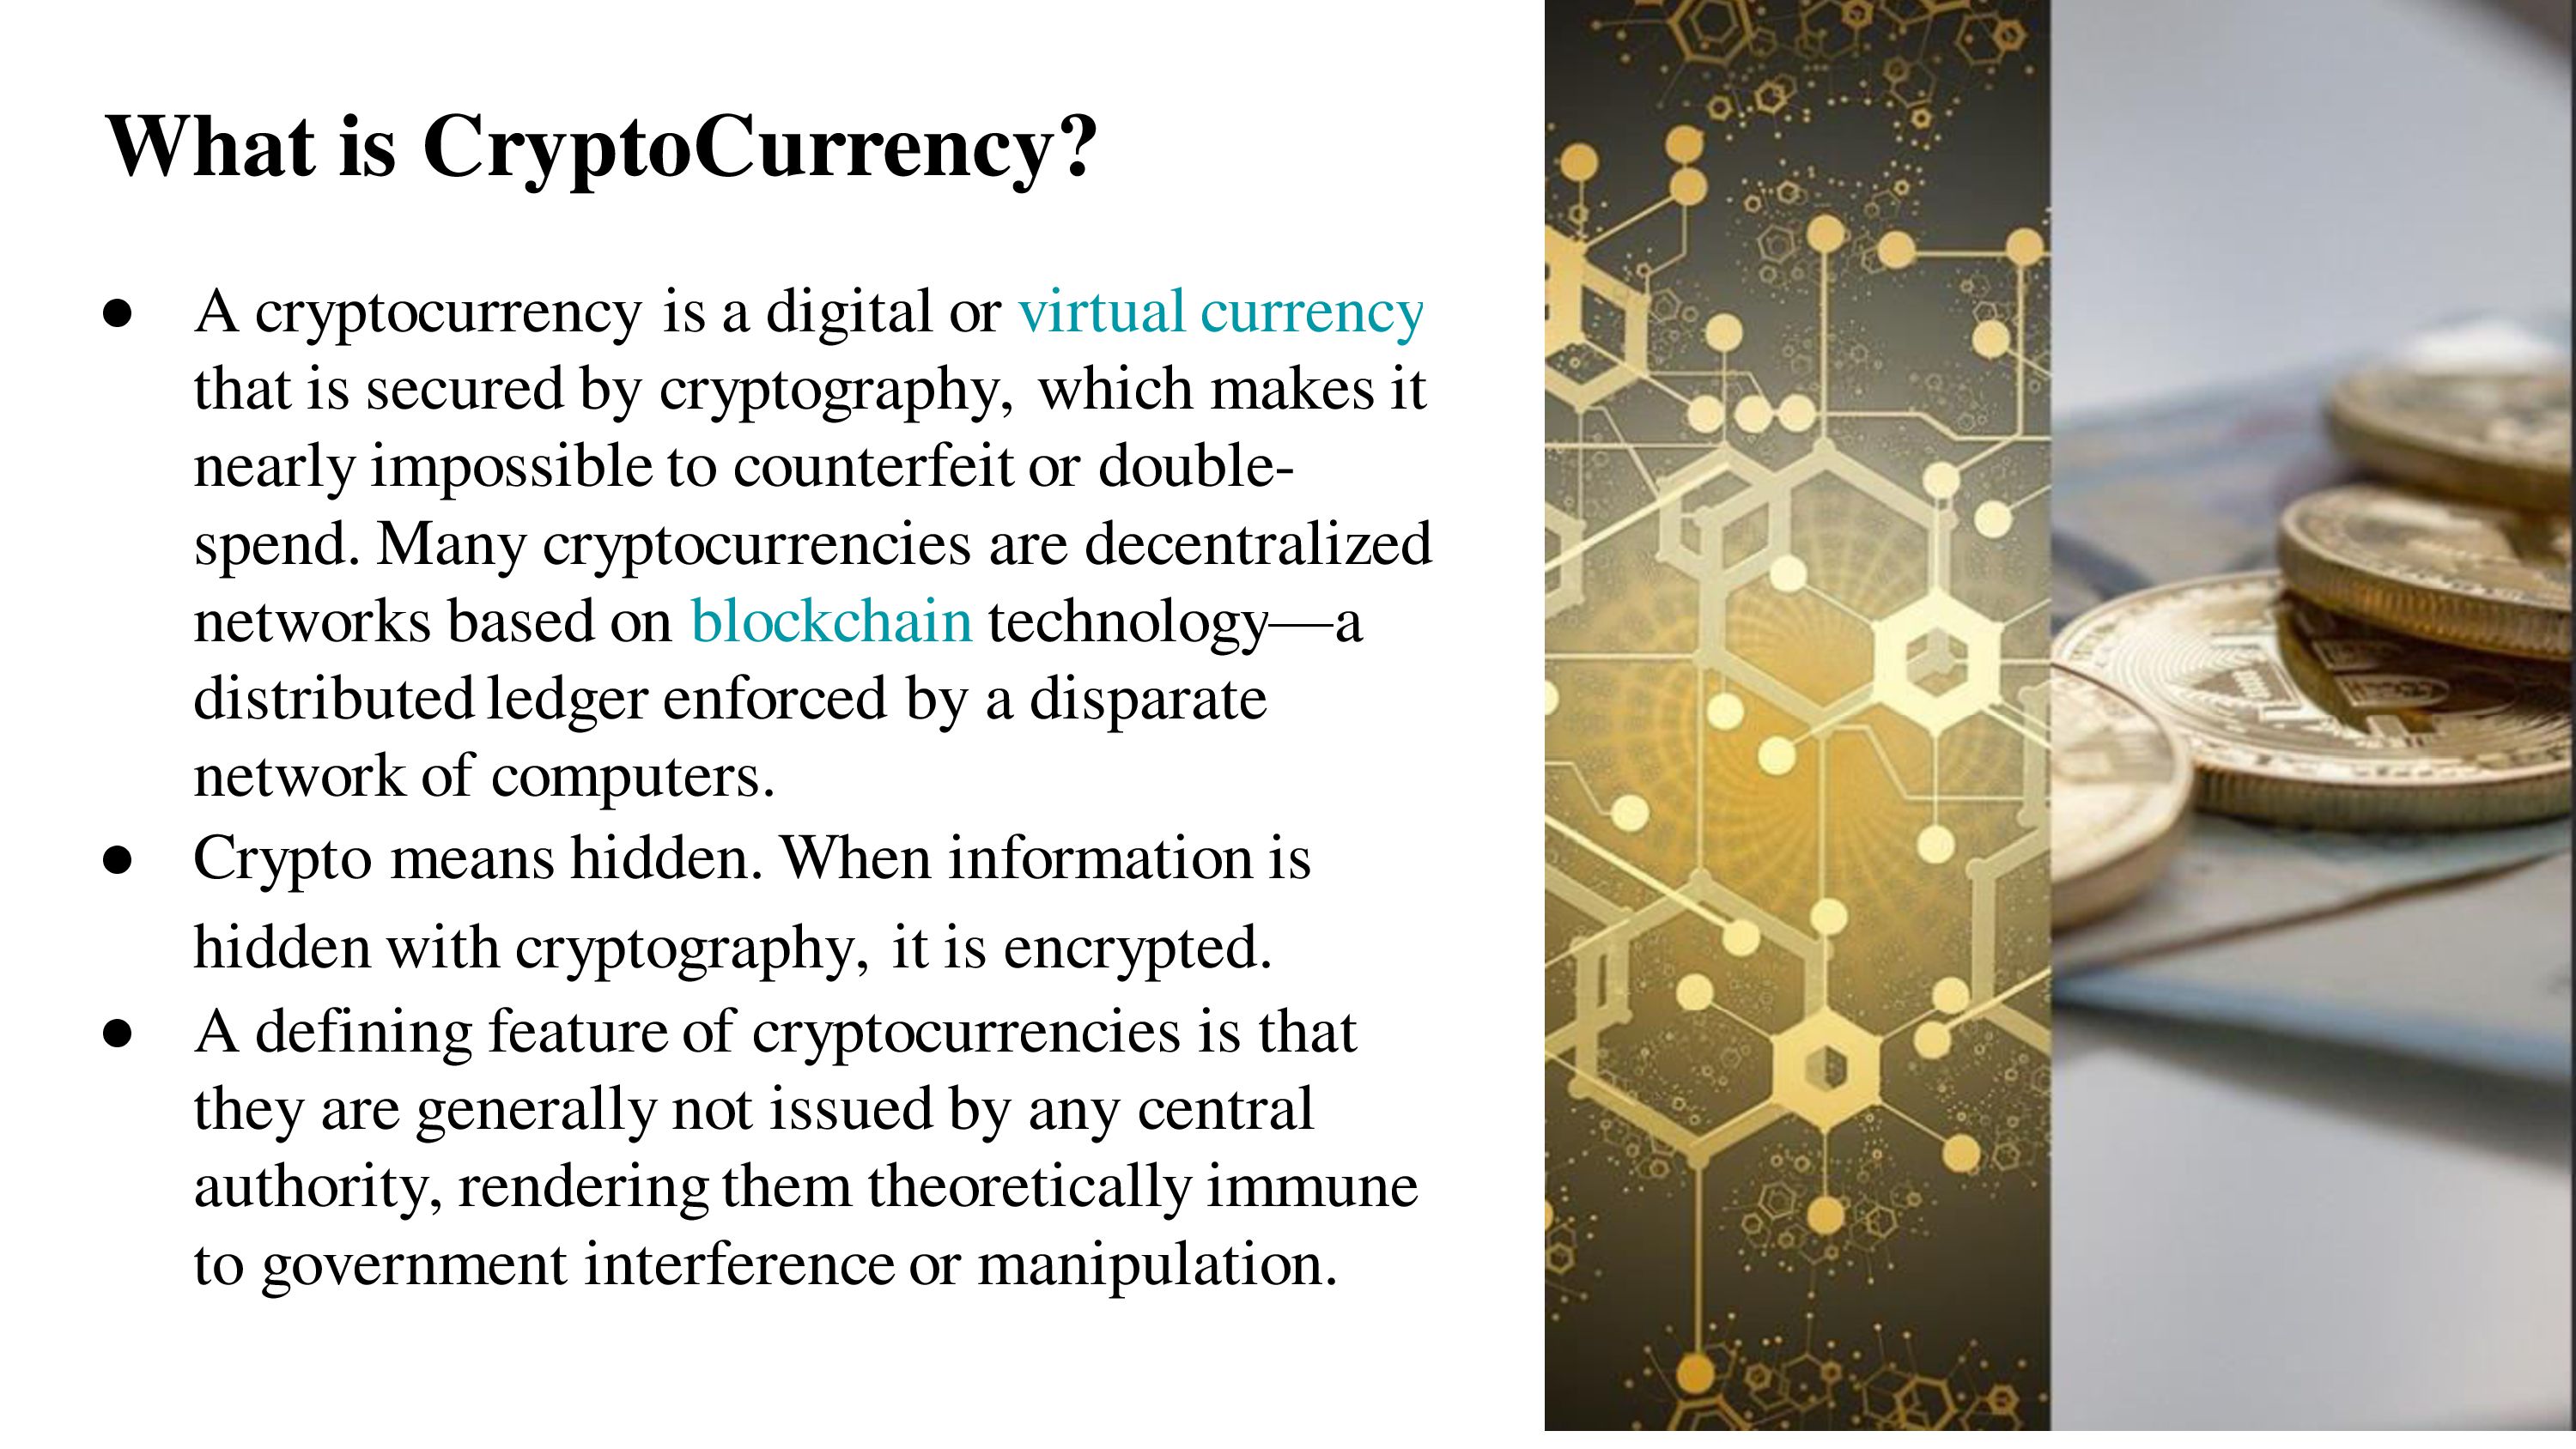 What is CryptoCurrency?
● A cryptocurrency is a digital or virtual currency
that is secured by cryptography, which makes it
nearly impossible to counterfeit or double-
spend. Many cryptocurrencies are decentralized
networks based on blockchain technology—a
distributed ledger enforced by a disparate
network of computers.
● Crypto means hidden. When information is
hidden with cryptography, it is encrypted.
● A defining feature of cryptocurrencies is that
they are generally not issued by any central
authority, rendering them theoretically immune
to government interference or manipulation.